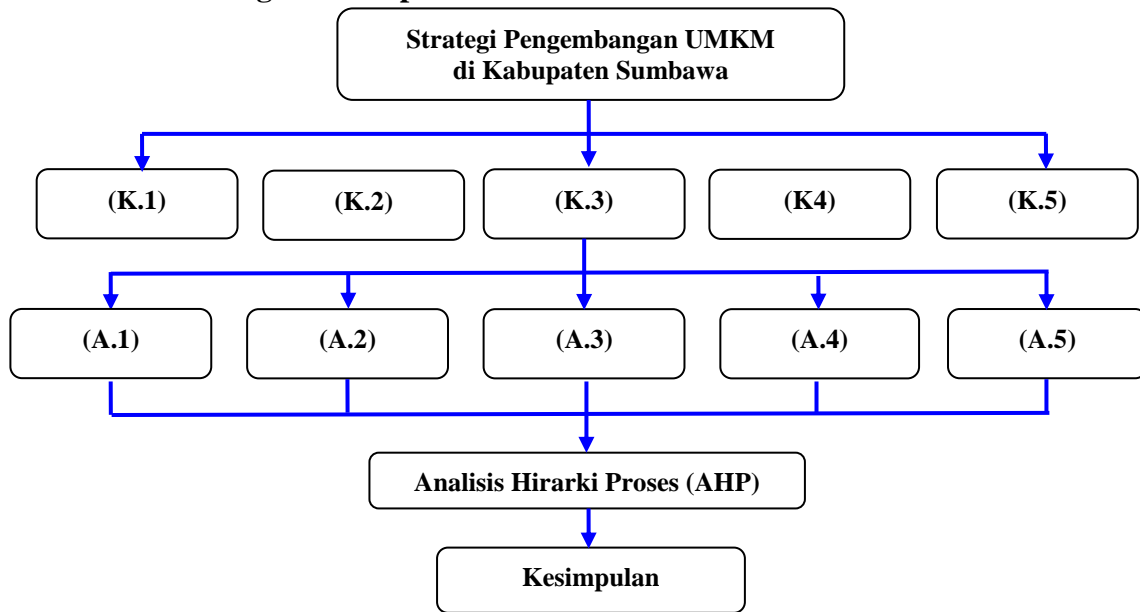 Strategi Pengembangan UMKM
di Kabupaten Sumbawa
(K.1)
(K.2)
(K.3)
(K4)
(K.5)
(A.1)
(A.2)
(A.3)
(A.4)
(A.5)
Analisis Hirarki Proses (AHP)
Kesimpulan